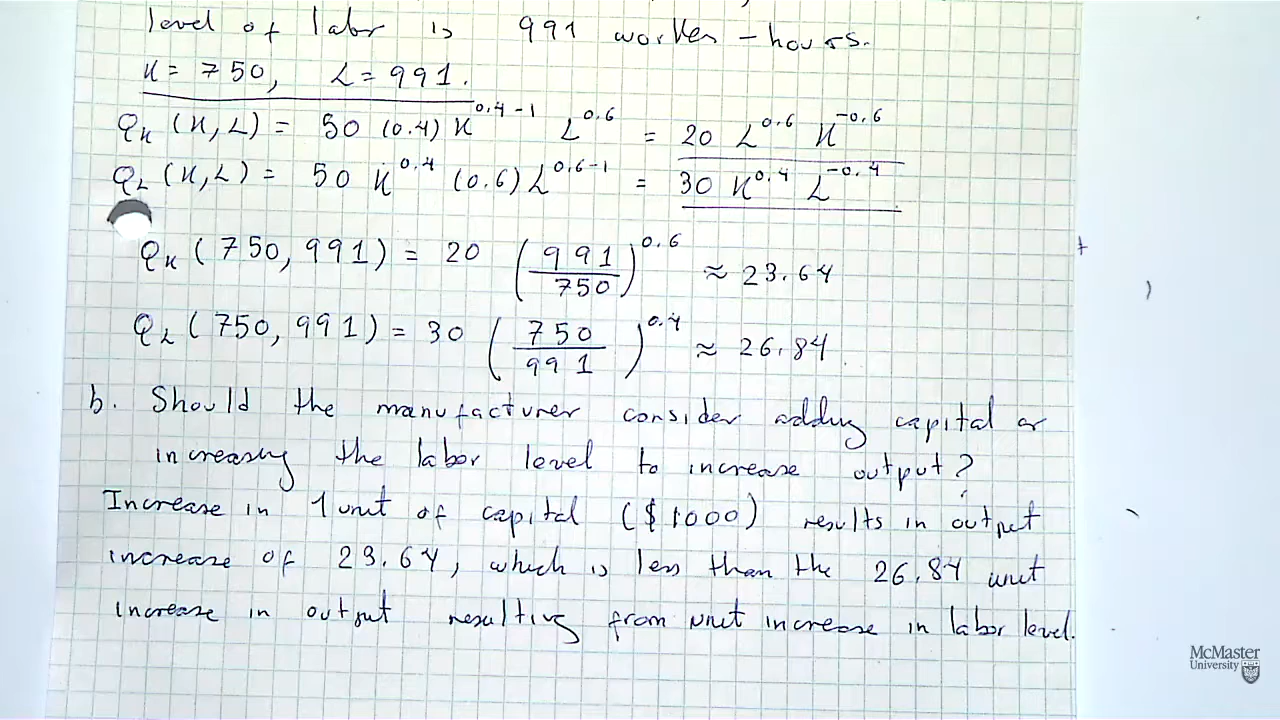 level of labor is 991 worker-hours.
K = 750, L = 991.
Q_K (K, L) = 50 (0.4) K^{0.4-1} L^{0.6} = 20 L^{0.6} K^{-0.6}
Q_L (K, L) = 50 K^{0.4} (0.6) L^{0.6-1} = 30 K^{0.4} L^{-0.4}
Q_K (750, 991) = 20 (991/750)^{0.6} ≈ 23.64
Q_L (750, 991) = 30 (750/991)^{0.4} ≈ 26.84.
b. Should the manufacturer consider adding capital or
increasing the labor level to increase output?
Increase in 1 unit of capital ($1000) results in output
increase of 23.64, which is less than the 26.84 unit
increase in output resulting from unit increase in labor level.
McMaster
University